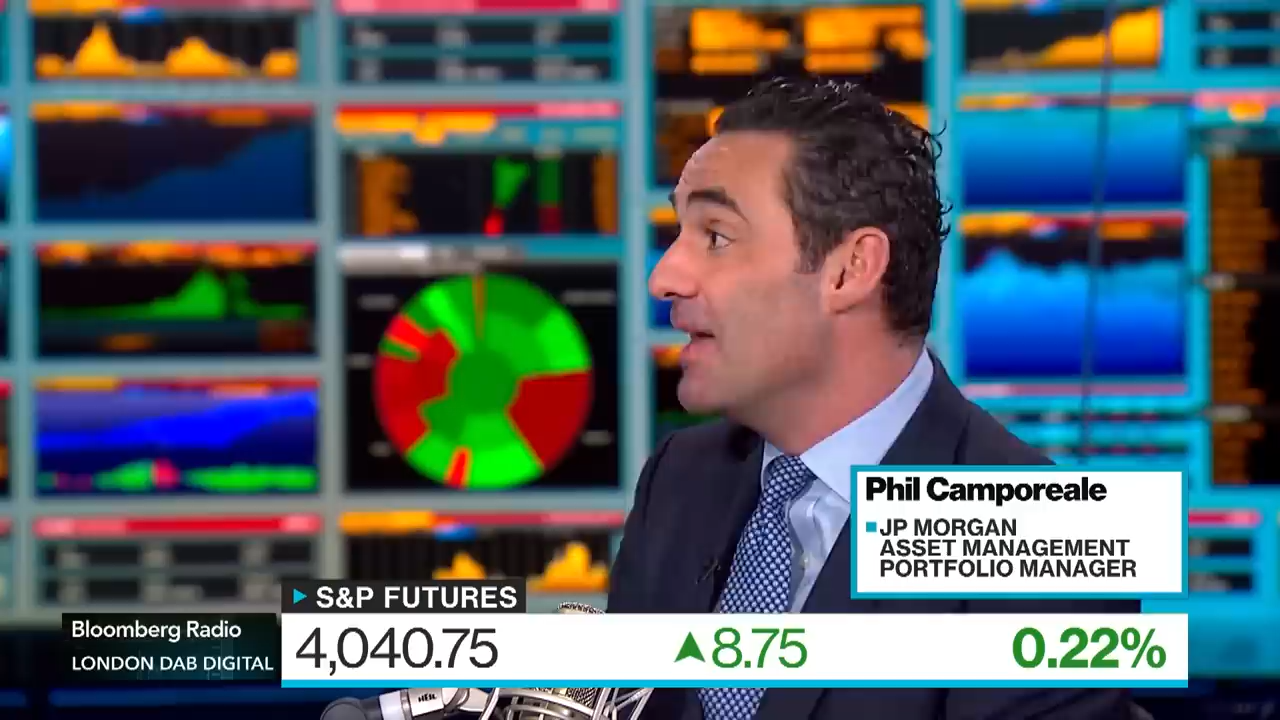 Phil Camporeale
JP MORGAN
ASSET MANAGEMENT
PORTFOLIO MANAGER
S&P FUTURES
Bloomberg Radio
LONDON DAB DIGITAL
4,040.75
▲8.75
0.22%
HEIL